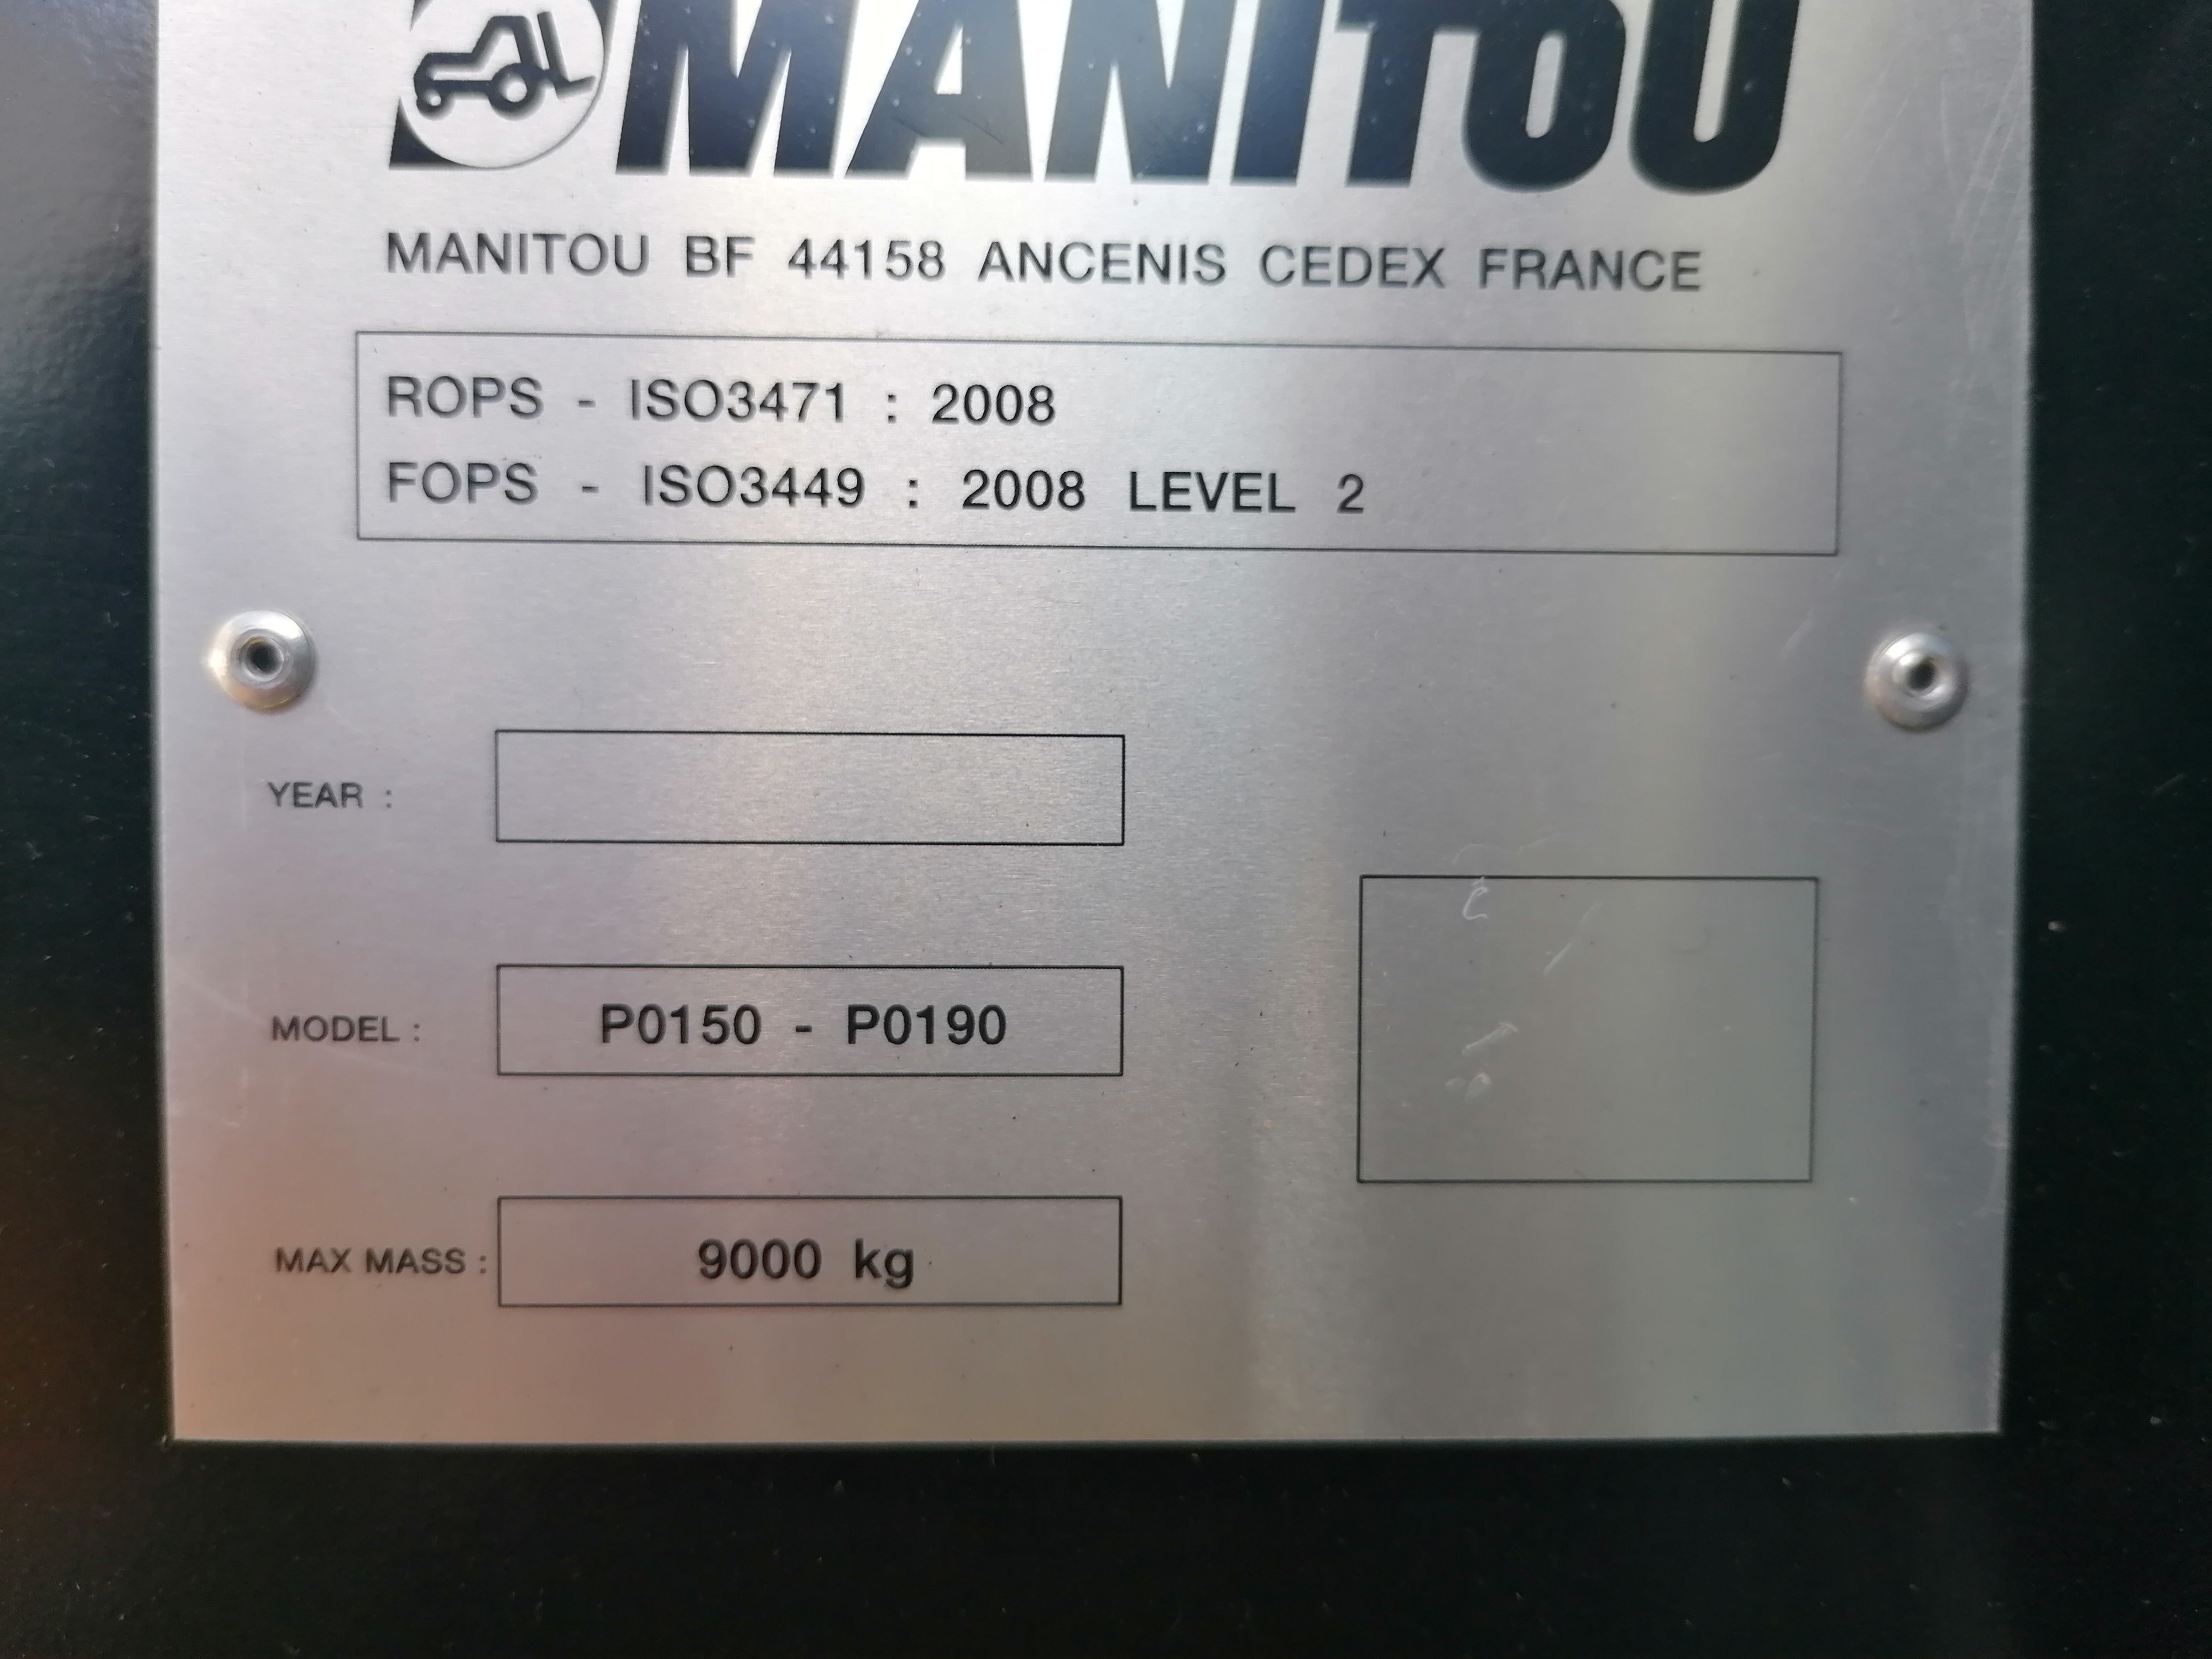 MANITOU
MANITOU BF 44158 ANCENIS CEDEX FRANCE
ROPS - ISO3471 : 2008
FOPS - ISO3449 : 2008 LEVEL 2
YEAR :
MODEL : P0150 - P0190
MAX MASS : 9000 kg